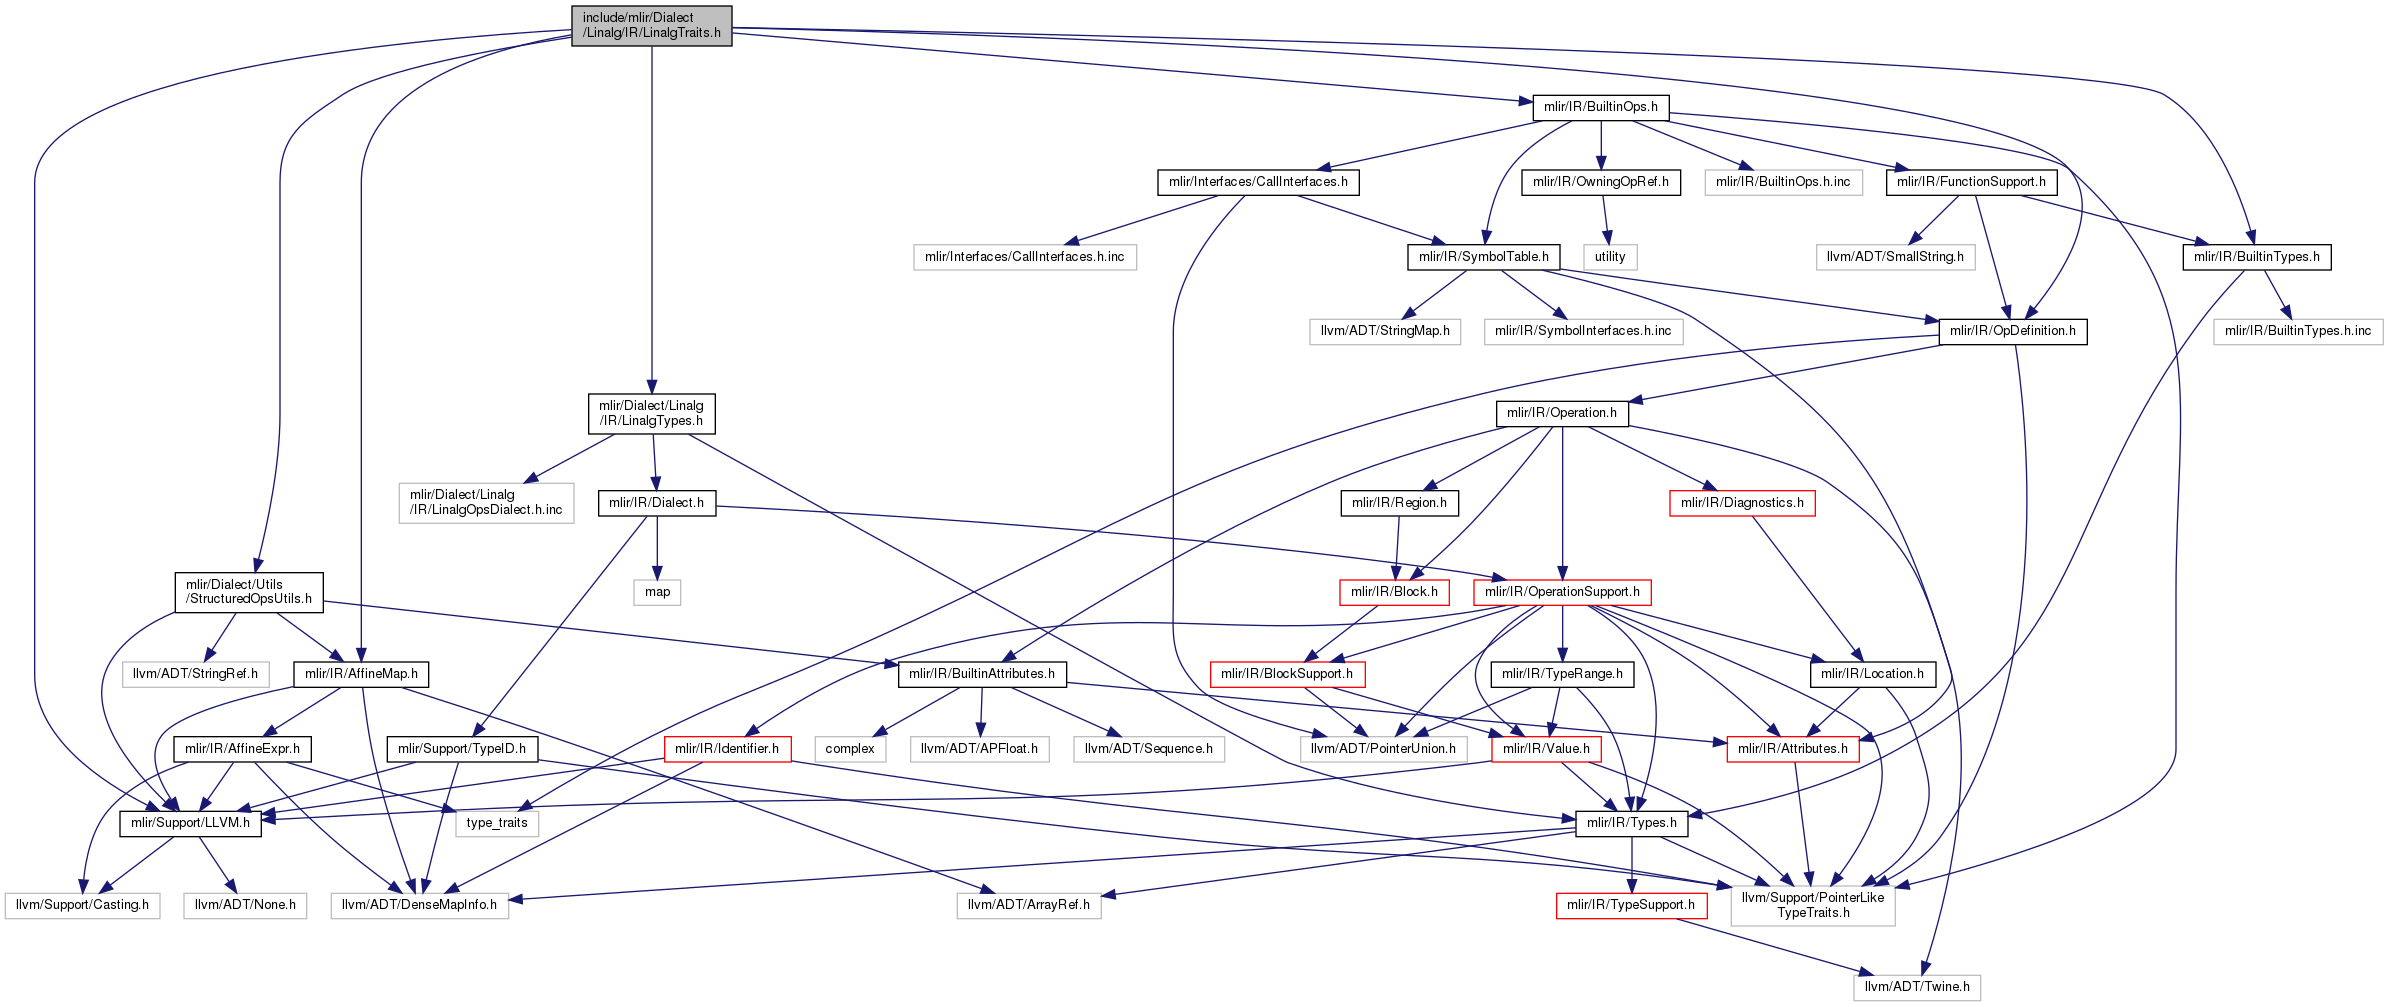 include/mlir/Dialect
/Linalg/IR/LinalgTraits.h
mlir/IR/BuiltinOps.h
mlir/Interfaces/CallInterfaces.h
mlir/IR/OwningOpRef.h
mlir/IR/BuiltinOps.h.inc
mlir/IR/FunctionSupport.h
mlir/Interfaces/CallInterfaces.h.inc
mlir/IR/SymbolTable.h
utility
llvm/ADT/SmallString.h
mlir/IR/BuiltinTypes.h
llvm/ADT/StringMap.h
mlir/IR/SymbolInterfaces.h.inc
mlir/IR/OpDefinition.h
mlir/IR/BuiltinTypes.h.inc
mlir/Dialect/Linalg
/IR/LinalgTypes.h
mlir/IR/Operation.h
mlir/Dialect/Linalg
/IR/LinalgOpsDialect.h.inc
mlir/IR/Dialect.h
mlir/IR/Region.h
mlir/IR/Diagnostics.h
mlir/Dialect/Utils
/StructuredOpsUtils.h
map
mlir/IR/Block.h
mlir/IR/OperationSupport.h
llvm/ADT/StringRef.h
mlir/IR/AffineMap.h
mlir/IR/BuiltinAttributes.h
mlir/IR/BlockSupport.h
mlir/IR/TypeRange.h
mlir/IR/Location.h
mlir/IR/AffineExpr.h
mlir/Support/TypeID.h
mlir/IR/Identifier.h
complex
llvm/ADT/APFloat.h
llvm/ADT/Sequence.h
llvm/ADT/PointerUnion.h
mlir/IR/Value.h
mlir/IR/Attributes.h
mlir/Support/LLVM.h
type_traits
mlir/IR/Types.h
llvm/Support/Casting.h
llvm/ADT/None.h
llvm/ADT/DenseMapInfo.h
llvm/ADT/ArrayRef.h
mlir/IR/TypeSupport.h
llvm/Support/PointerLike
TypeTraits.h
llvm/ADT/Twine.h